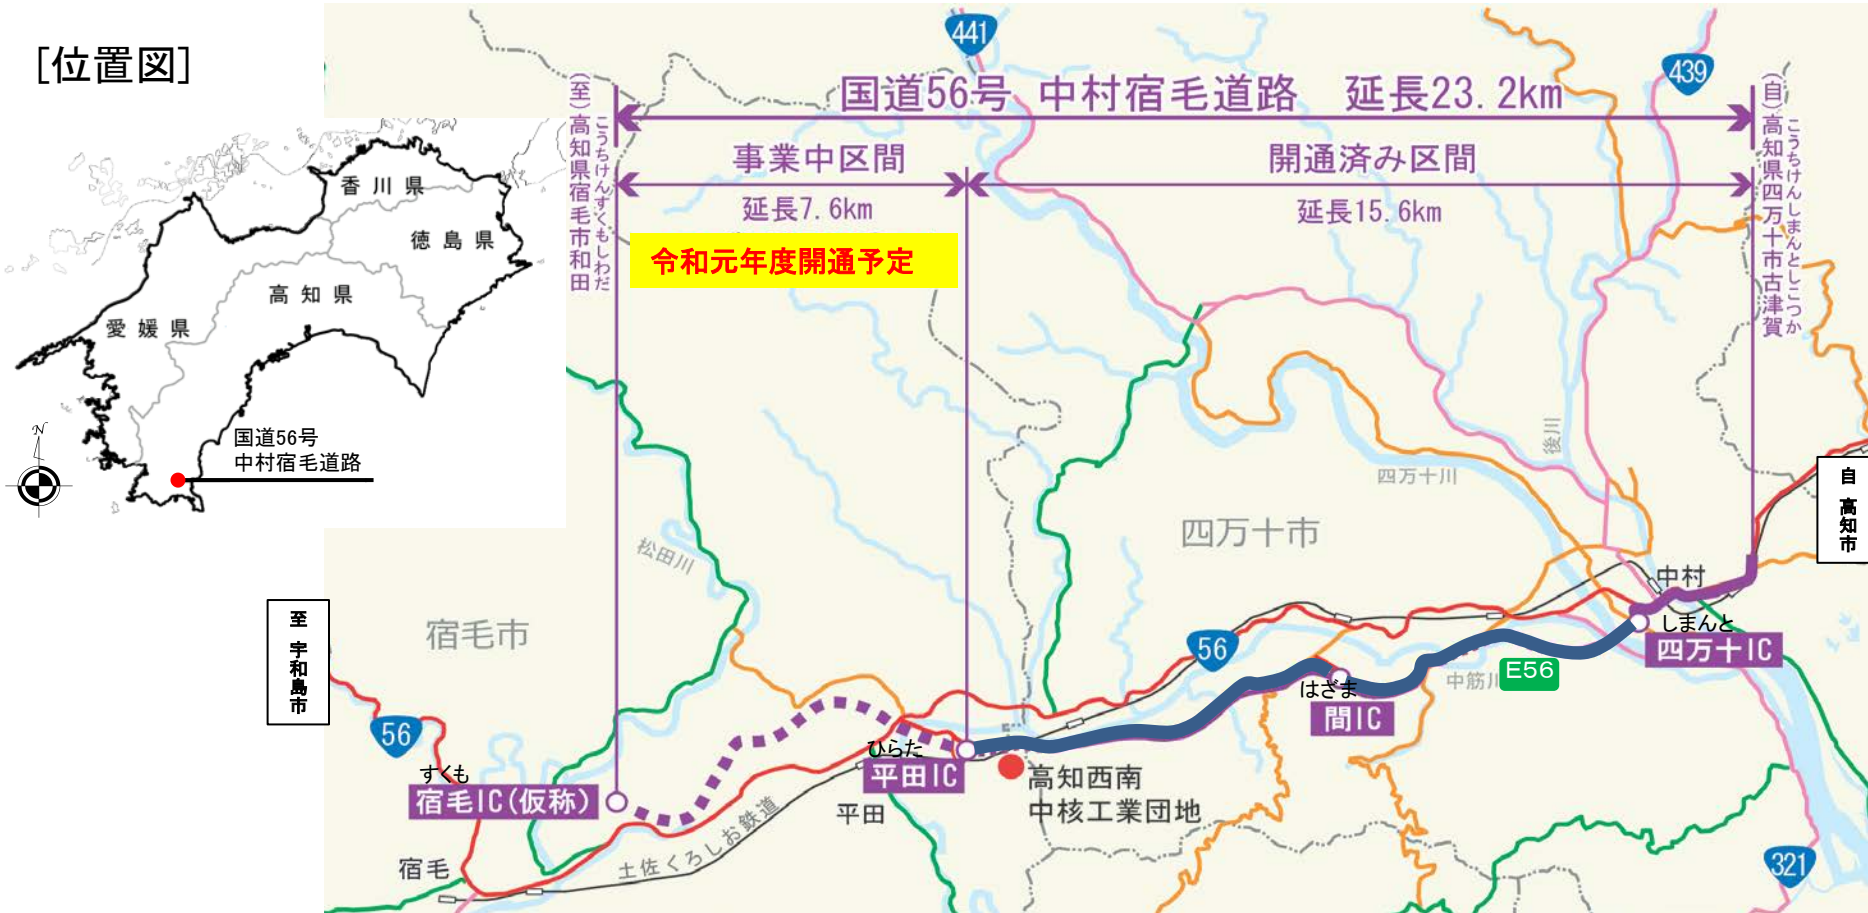 [位置図]
香川県
徳島県
高知県
愛媛県
国道56号
中村宿毛道路
N
441
439
国道56号 中村宿毛道路 延長23.2km
事業中区間
開通済み区間
延長7.6km
延長15.6km
令和元年度開通予定
(至)高知県宿毛市和田
こうちけんすくもしわだ
(自)高知県四万十市古津賀
こうちけんしまんとしこつか
後川
四万十川
四万十市
松田川
宿毛市
自 高知市
至 宇和島市
中村
しまんと
四万十IC
56
E56
中筋川
はざま
間IC
56
ひらた
平田IC
高知西南
中核工業団地
すくも
宿毛IC(仮称)
平田
土佐くろしお鉄道
宿毛
321